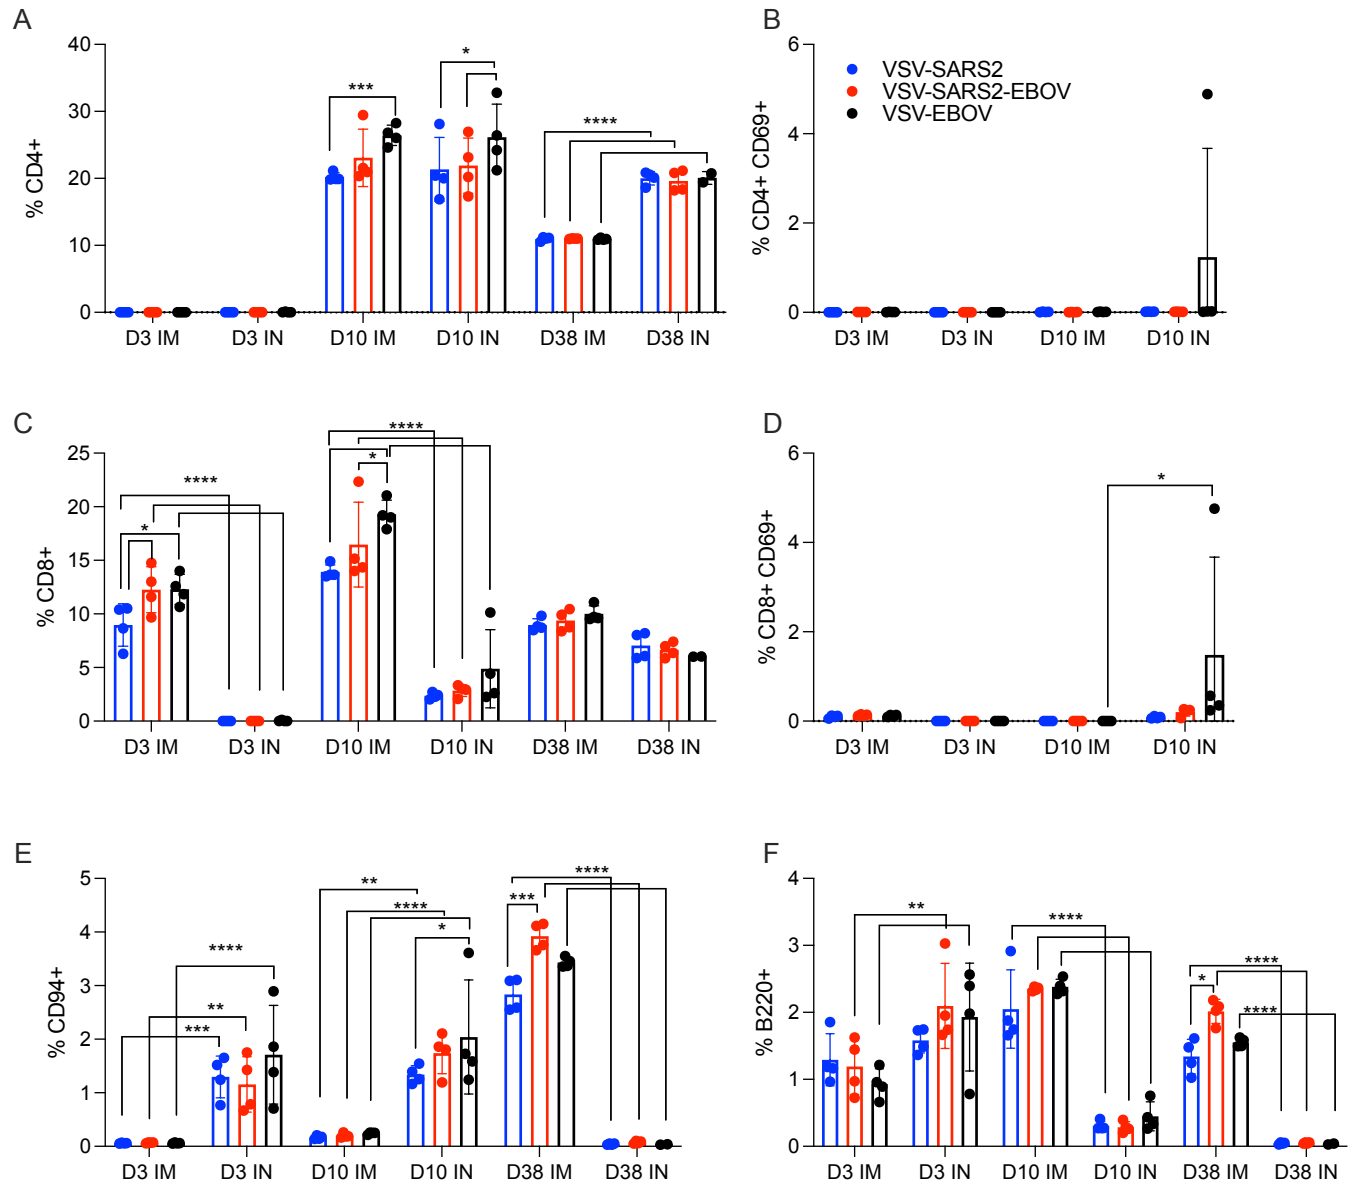 A
% CD4+
40
30
20
10
0
***
*
****
D3 IM
D3 IN
D10 IM
D10 IN
D38 IM
D38 IN
B
% CD4+ CD69+
6
4
2
0
VSV-SARS2
VSV-SARS2-EBOV
VSV-EBOV
D3 IM
D3 IN
D10 IM
D10 IN
C
% CD8+
25
20
15
10
5
0
****
*
****
*
D3 IM
D3 IN
D10 IM
D10 IN
D38 IM
D38 IN
D
% CD8+ CD69+
6
4
2
0
*
D3 IM
D3 IN
D10 IM
D10 IN
E
% CD94+
5
4
3
2
1
0
****
**
***
**
****
*
****
***
D3 IM
D3 IN
D10 IM
D10 IN
D38 IM
D38 IN
F
% B220+
4
3
2
1
0
**
****
****
*
****
D3 IM
D3 IN
D10 IM
D10 IN
D38 IM
D38 IN